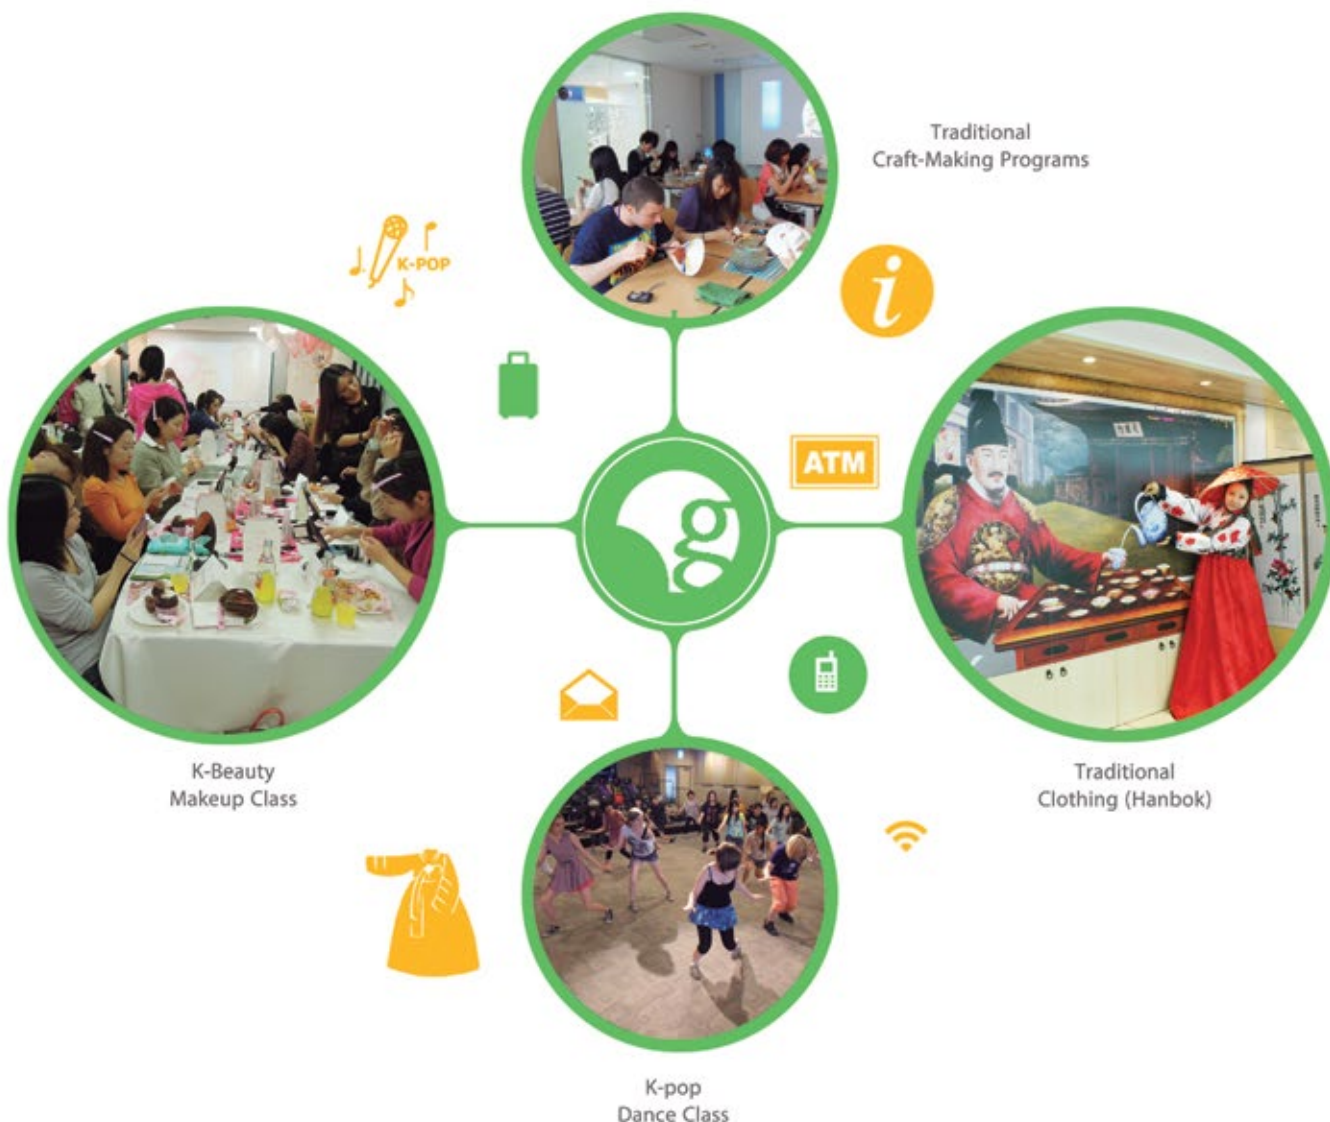 Traditional
Craft-Making Programs
K-POP
i
ATM
g
K-Beauty
Makeup Class
Traditional
Clothing (Hanbok)
K-pop
Dance Class